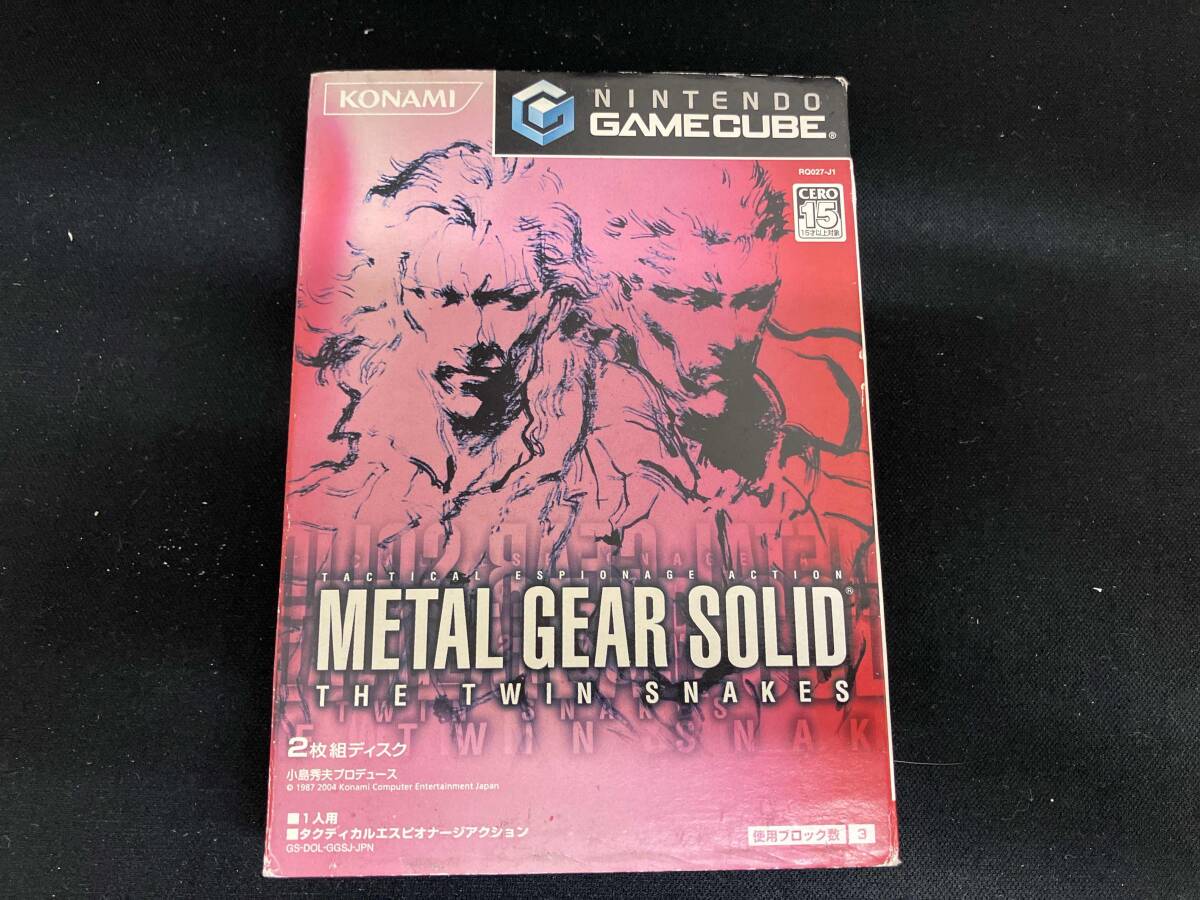 KONAMI
NINTENDO
GAMECUBE®
RQ027-J1
CERO
15
15才以上対象
TACTICAL ESPIONAGE ACTION
METAL GEAR SOLID®
THE TWIN SNAKES
TWIN SNAKES
2枚組ディスク
小島秀夫プロデュース
© 1987 2004 Konami Computer Entertainment Japan
■1人用
■タクティカルエスピオナージアクション
GS-DOL-GGSJ-JPN
使用ブロック数 3